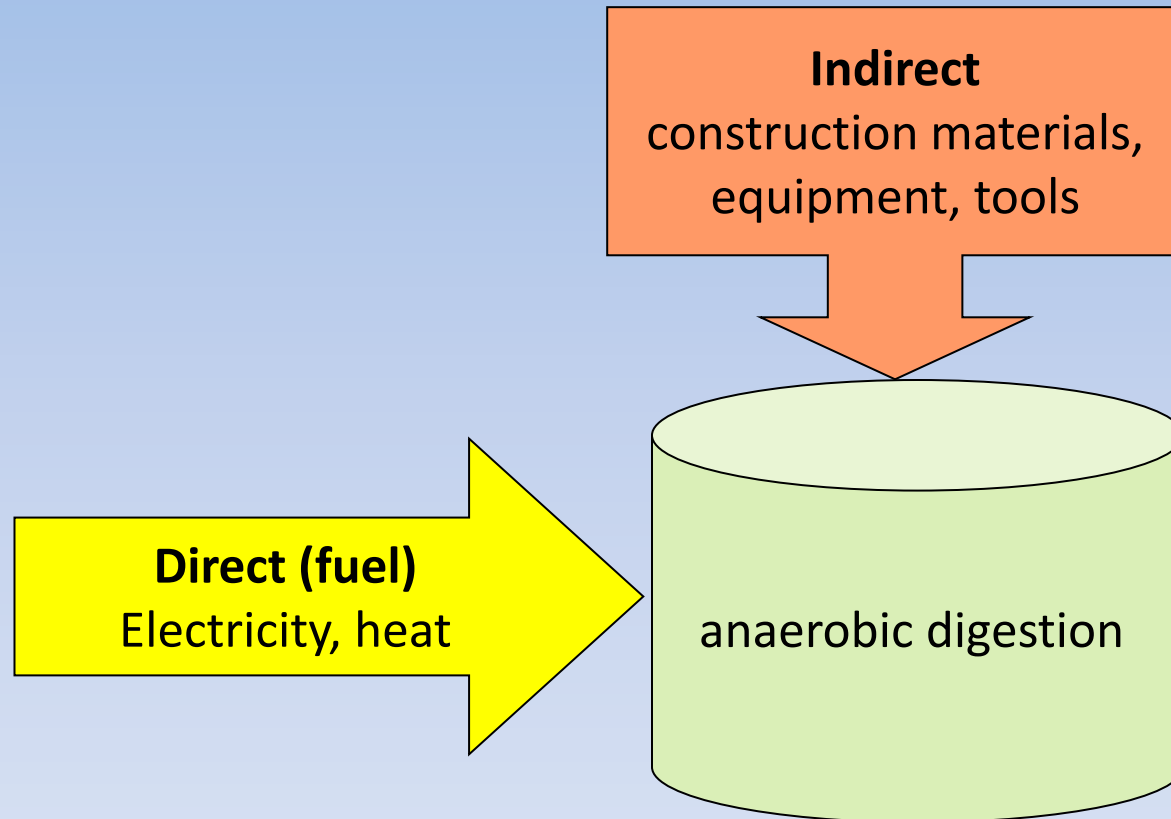 Indirect
construction materials,
equipment, tools
Direct (fuel)
Electricity, heat
anaerobic digestion